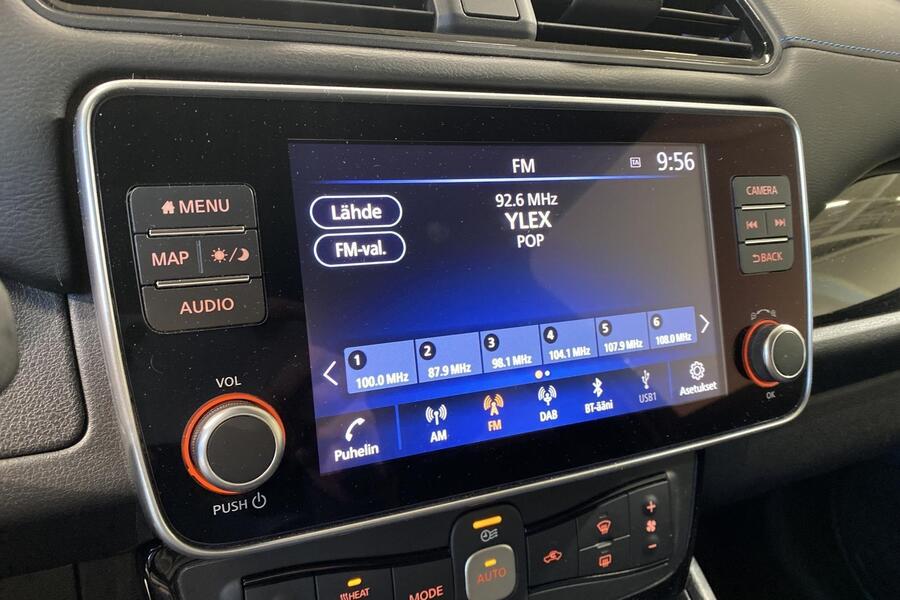 FM
TA
9:56
MENU
MAP
AUDIO
VOL
PUSH
Lähde
FM-val.
92.6 MHz
YLEX
POP
1
100.0 MHz
2
87.9 MHz
3
98.1 MHz
4
104.1 MHz
5
107.9 MHz
6
108.0 MHz
Puhelin
AM
FM
DAB
BT-ääni
USB1
Asetukset
CAMERA
BACK
OK
HEAT
MODE
AUTO